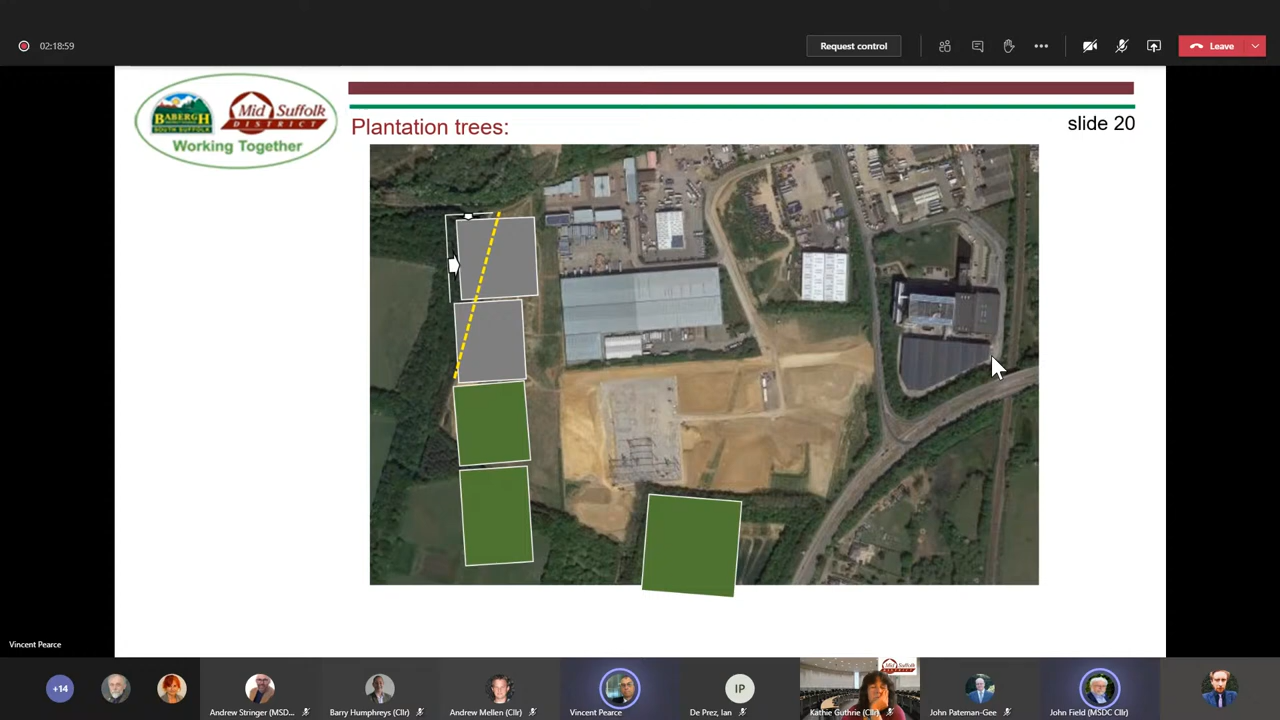 02:18:59
Request control
Leave
BABERGH
SOUTH SUFFOLK
Mid Suffolk
DISTRICT
Working Together
Plantation trees:
slide 20
Vincent Pearce
+14
Andrew Stringer (MSD...
Barry Humphreys (Cllr)
Andrew Mellen (Cllr)
Vincent Pearce
IP
De Prez, Ian
Mid Suffolk
Kathie Guthrie (Cllr)
John Pateman-Gee
John Field (MSDC Cllr)